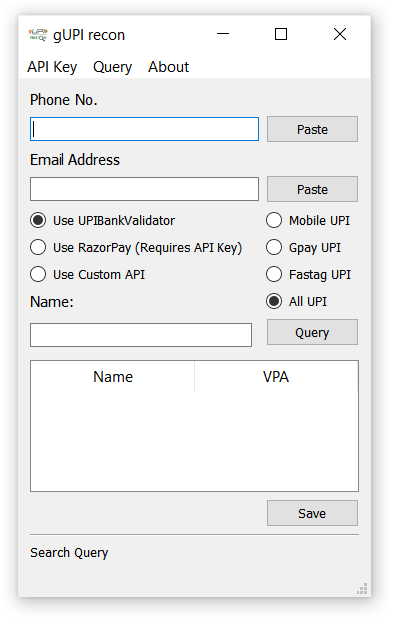 gUPI recon
API Key Query About
Phone No.
Paste
Email Address
Paste
Use UPIBankValidator Mobile UPI
Use RazorPay (Requires API Key) Gpay UPI
Use Custom API Fastag UPI
Name: All UPI
Query
Name VPA
Save
Search Query